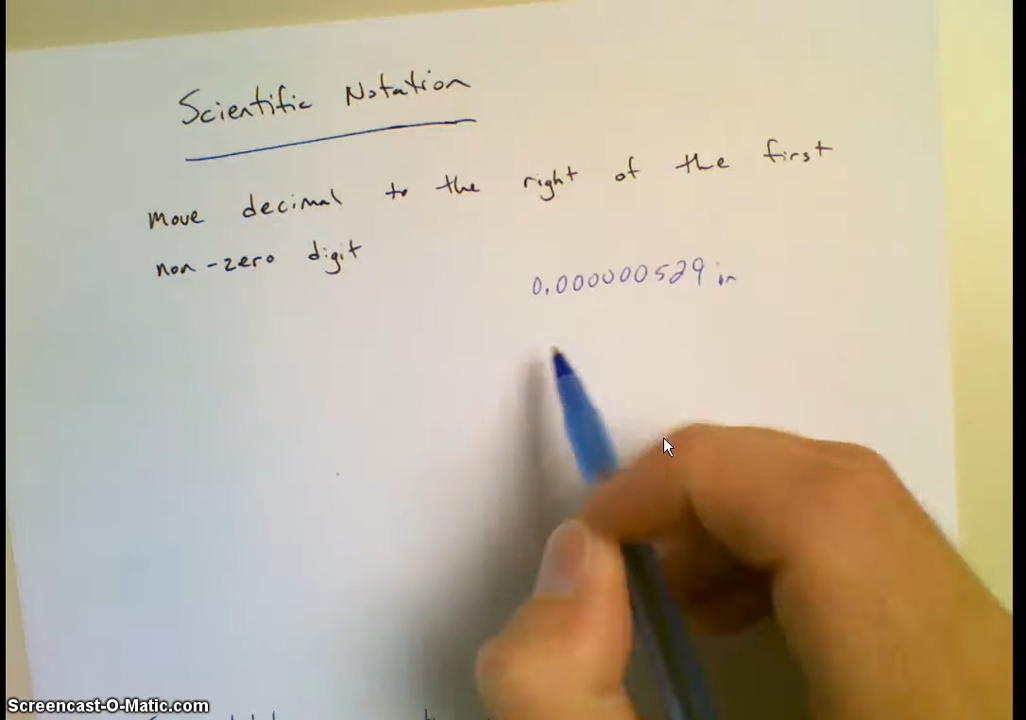 Scientific Notation
move decimal to the right of the first
non-zero digit
0.000000529 in
Screencast-O-Matic.com